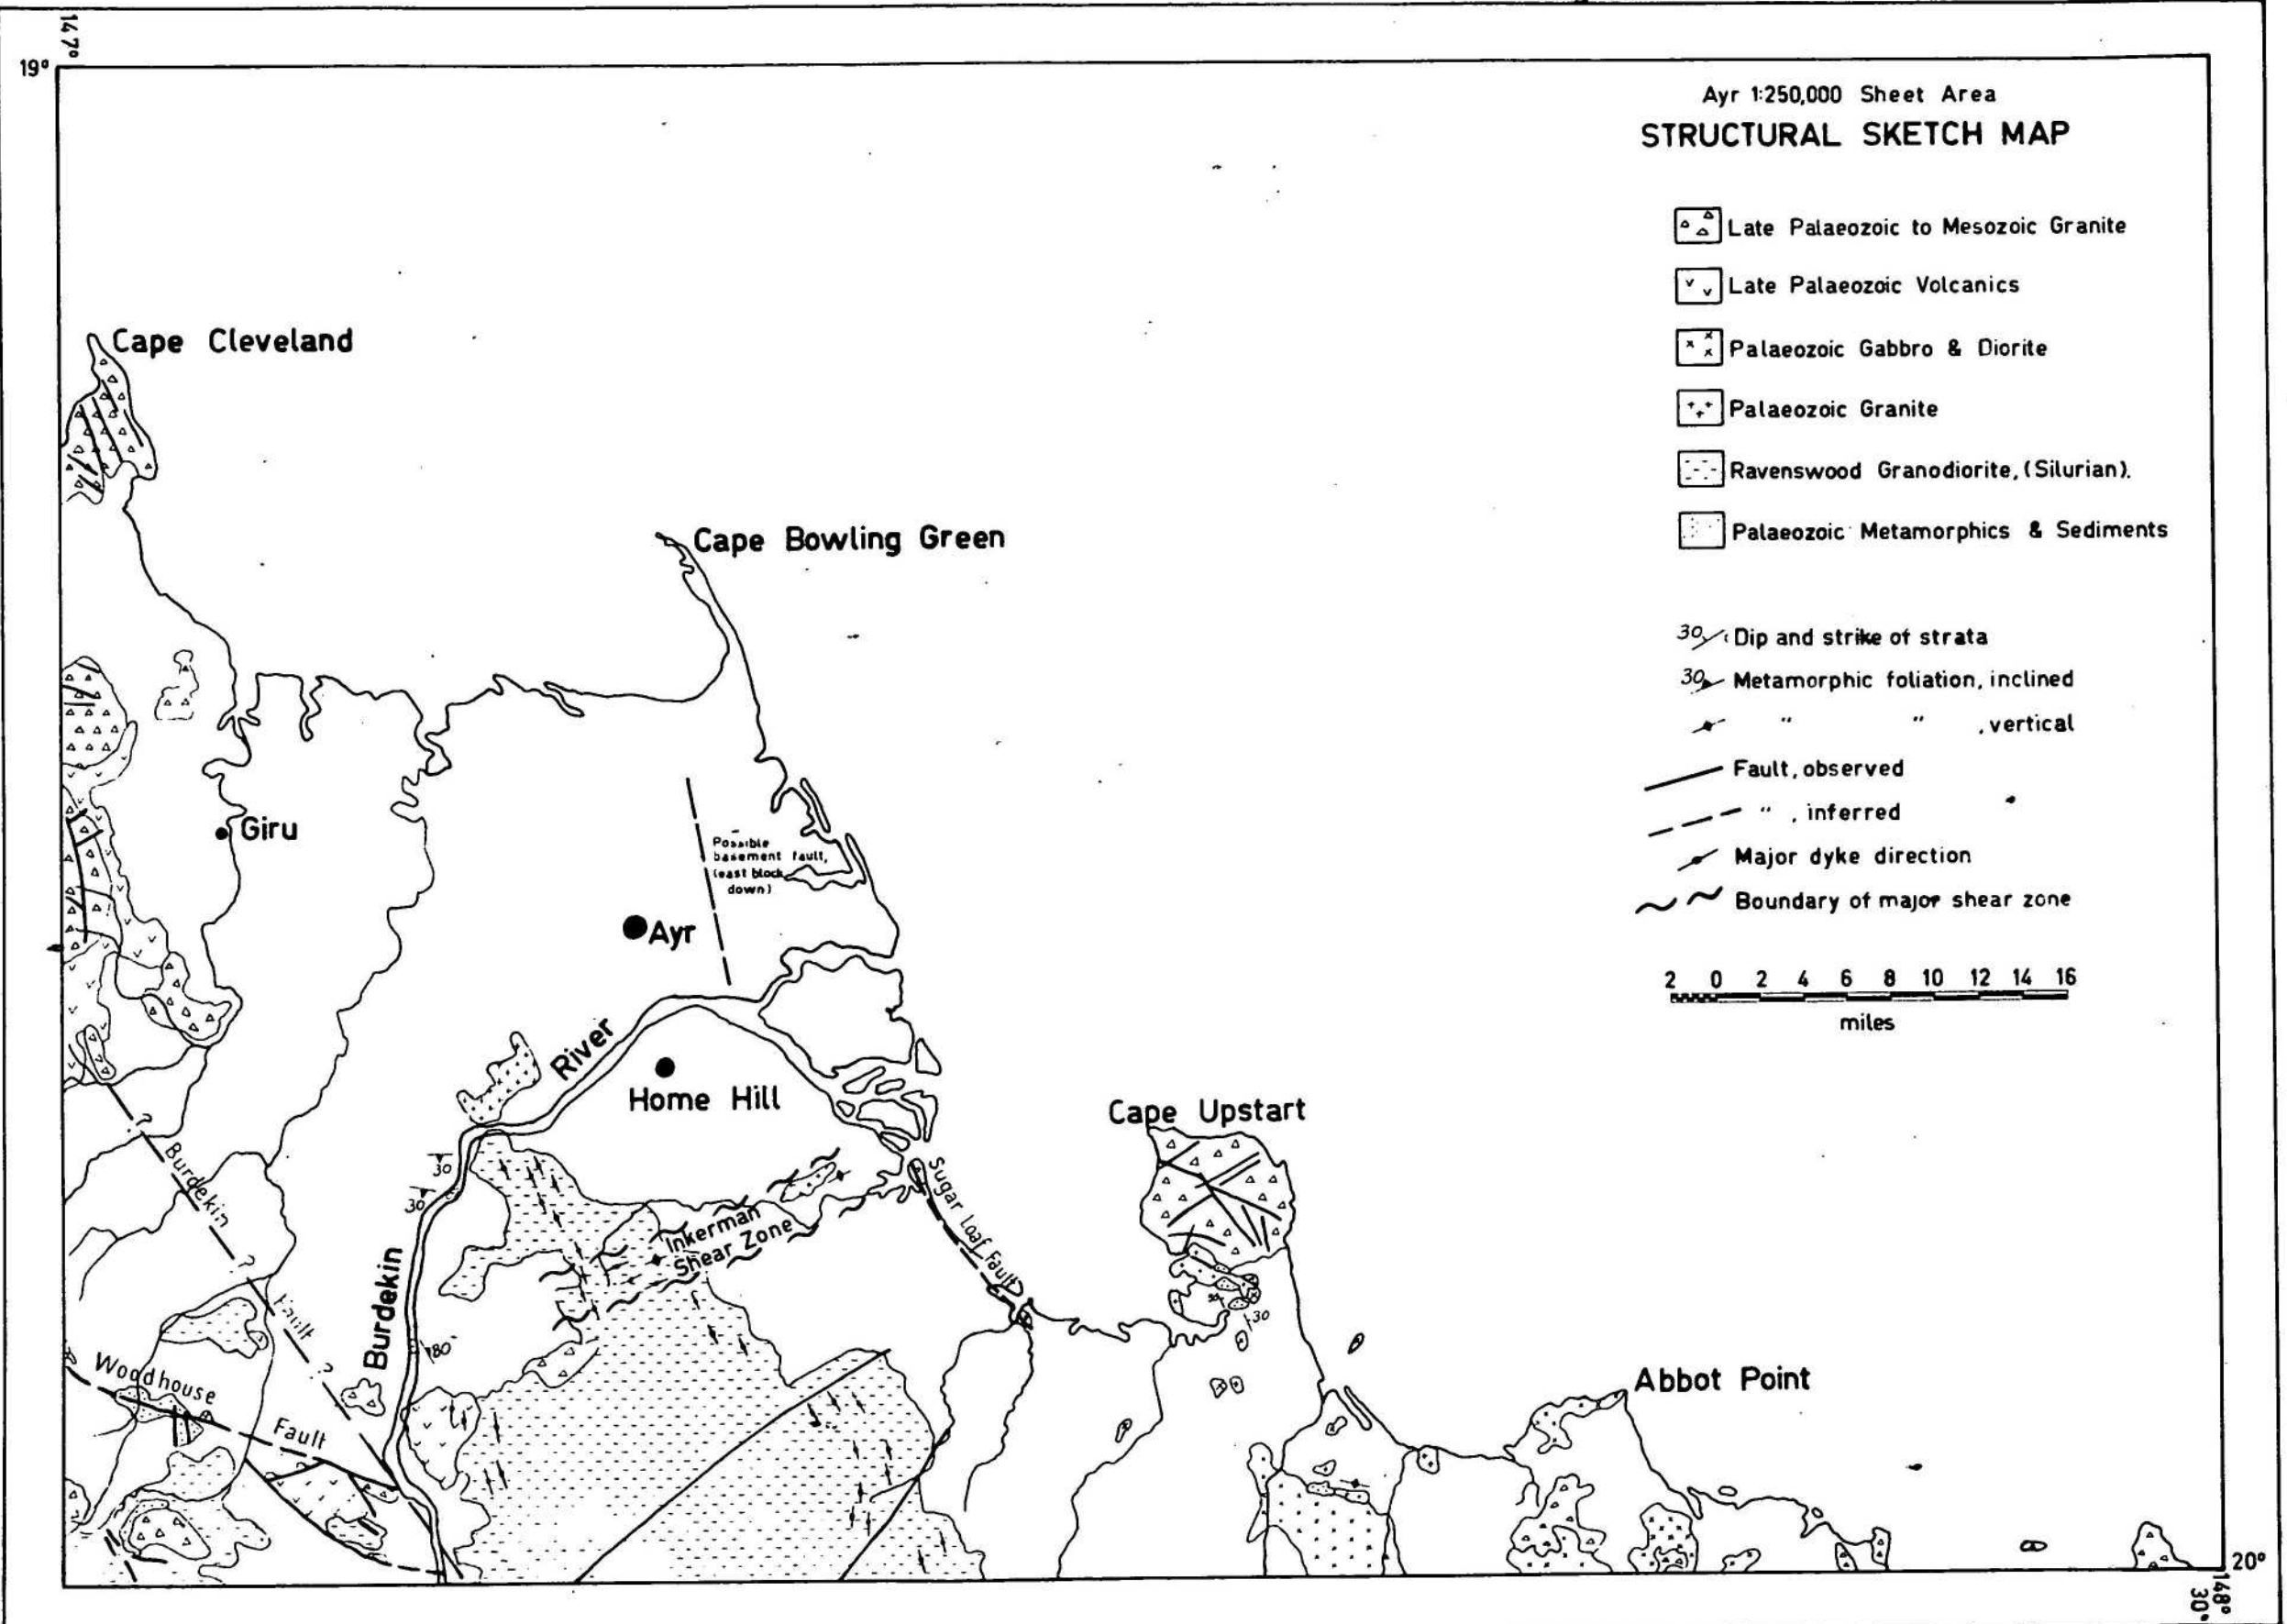 147°
19°
Ayr 1:250,000 Sheet Area
STRUCTURAL SKETCH MAP
Late Palaeozoic to Mesozoic Granite
Late Palaeozoic Volcanics
Palaeozoic Gabbro & Diorite
Palaeozoic Granite
Ravenswood Granodiorite, (Silurian).
Palaeozoic Metamorphics & Sediments
30 Dip and strike of strata
30 Metamorphic foliation, inclined
" " , vertical
Fault, observed
" , inferred
Major dyke direction
Boundary of major shear zone
2 0 2 4 6 8 10 12 14 16
miles
Cape Cleveland
Cape Bowling Green
Giru
Possible
basement fault,
(east block
down)
Ayr
River
Home Hill
Cape Upstart
?
Burdekin
?
Fault
?
30
30
Inkerman
Shear Zone
Sugar Loaf Fault
Burdekin
80
30
Woodhouse
Fault
Abbot Point
20°
148°
30'